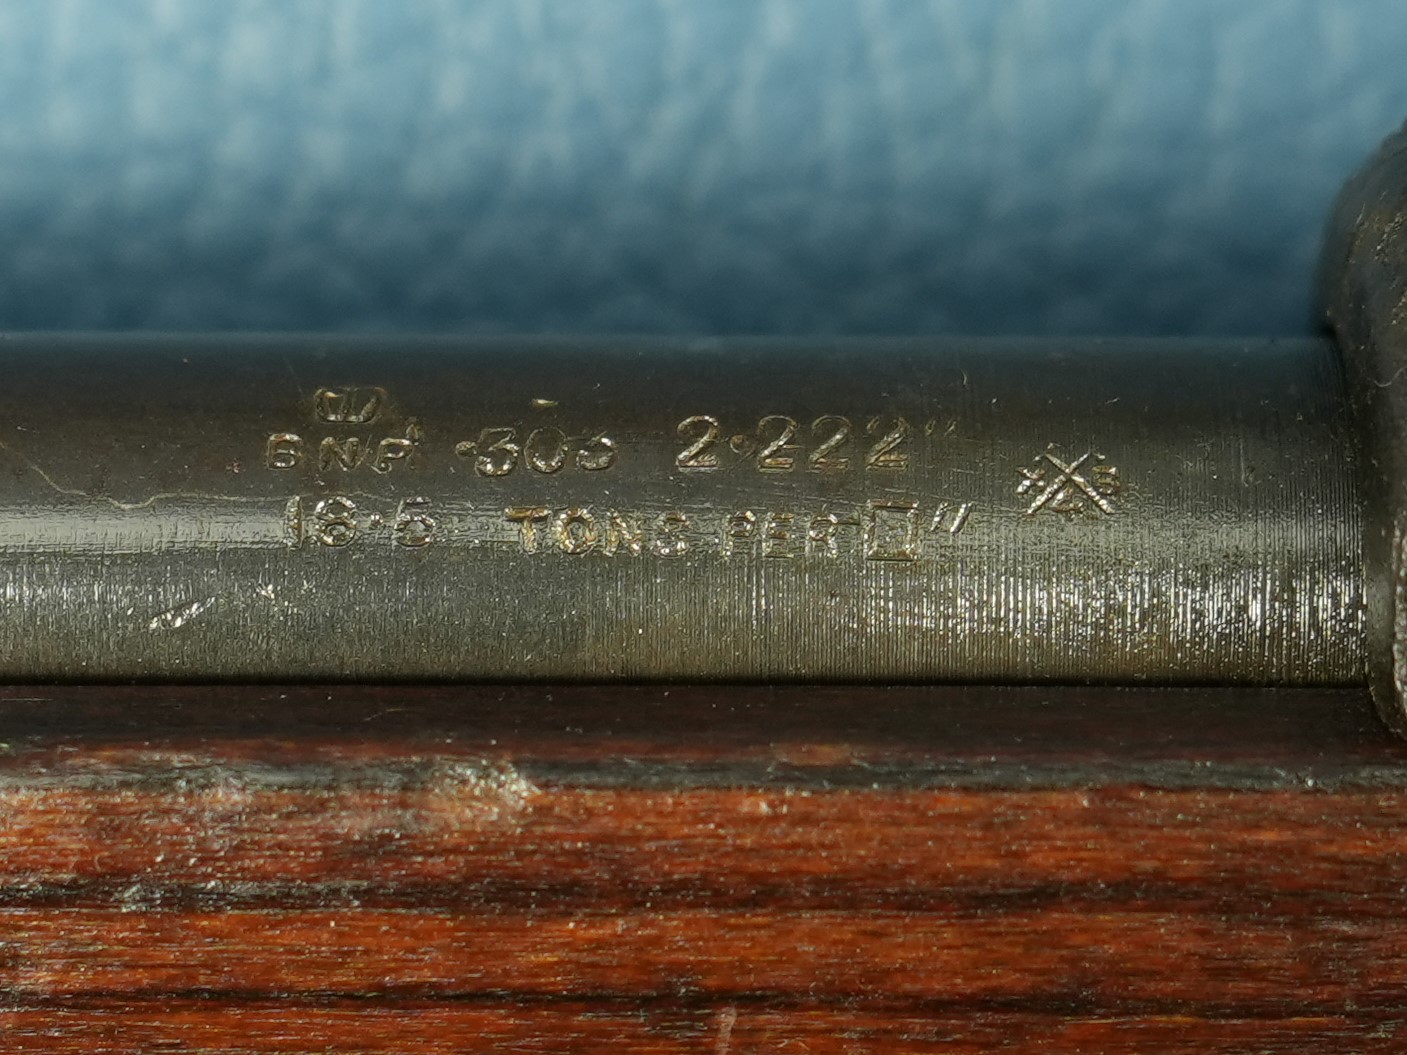 BNP .303 2.222"
18.5 TONS PER □"